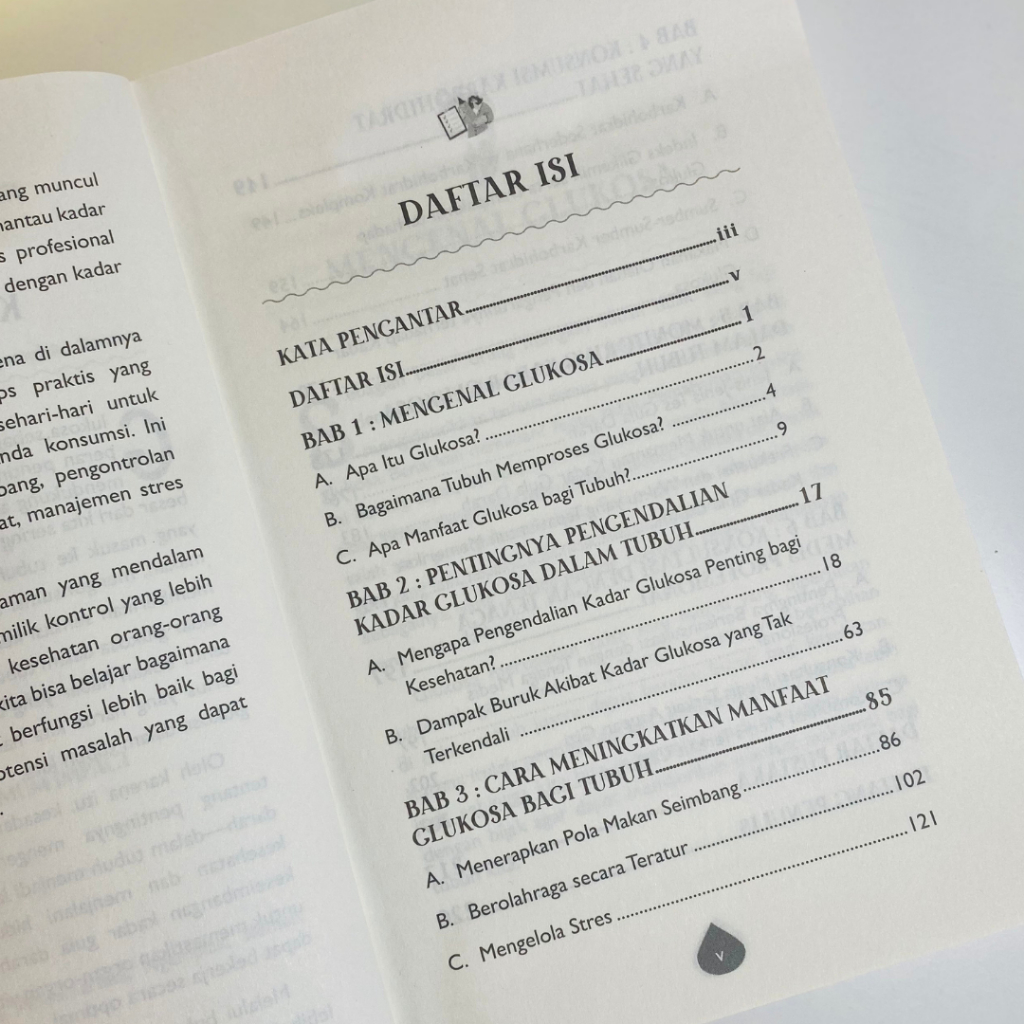 ang muncul
nantau kadar
s profesional
dengan kadar
ena di dalamnya
ps praktis yang
sehari-hari untuk
nda konsumsi. Ini
bang, pengontrolan
at, manajemen stres
aman yang mendalam
milik kontrol yang lebih
kesehatan orang-orang
kita bisa belajar bagaimana
berfungsi lebih baik bagi
otensi masalah yang dapat
DAFTAR ISI
KATA PENGANTAR..........iii
DAFTAR ISI..........v
BAB 1 : MENGENAL GLUKOSA..........1
A. Apa Itu Glukosa?..........2
B. Bagaimana Tubuh Memproses Glukosa?..........4
C. Apa Manfaat Glukosa bagi Tubuh?..........9
BAB 2 : PENTINGNYA PENGENDALIAN
KADAR GLUKOSA DALAM TUBUH..........17
A. Mengapa Pengendalian Kadar Glukosa Penting bagi
Kesehatan?..........18
B. Dampak Buruk Akibat Kadar Glukosa yang Tak
Terkendali..........63
BAB 3 : CARA MENINGKATKAN MANFAAT
GLUKOSA BAGI TUBUH..........85
A. Menerapkan Pola Makan Seimbang..........86
B. Berolahraga secara Teratur..........102
C. Mengelola Stres..........121
v